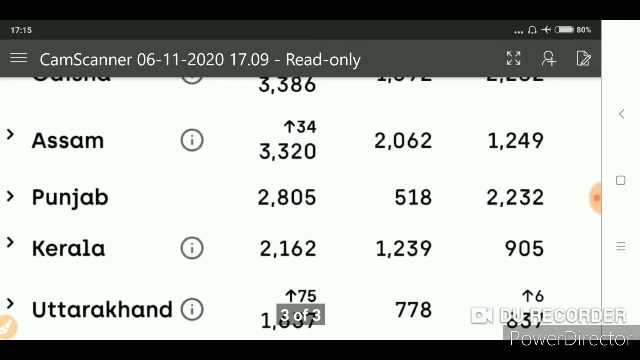 17:15
80%
CamScanner 06-11-2020 17.09 - Read-only
3,386
Assam ↑34 3,320 2,062 1,249
Punjab 2,805 518 2,232
Kerala 2,162 1,239 905
Uttarakhand ↑75 778 ↑6
3 of 3
DU RECORDER
PowerDirector